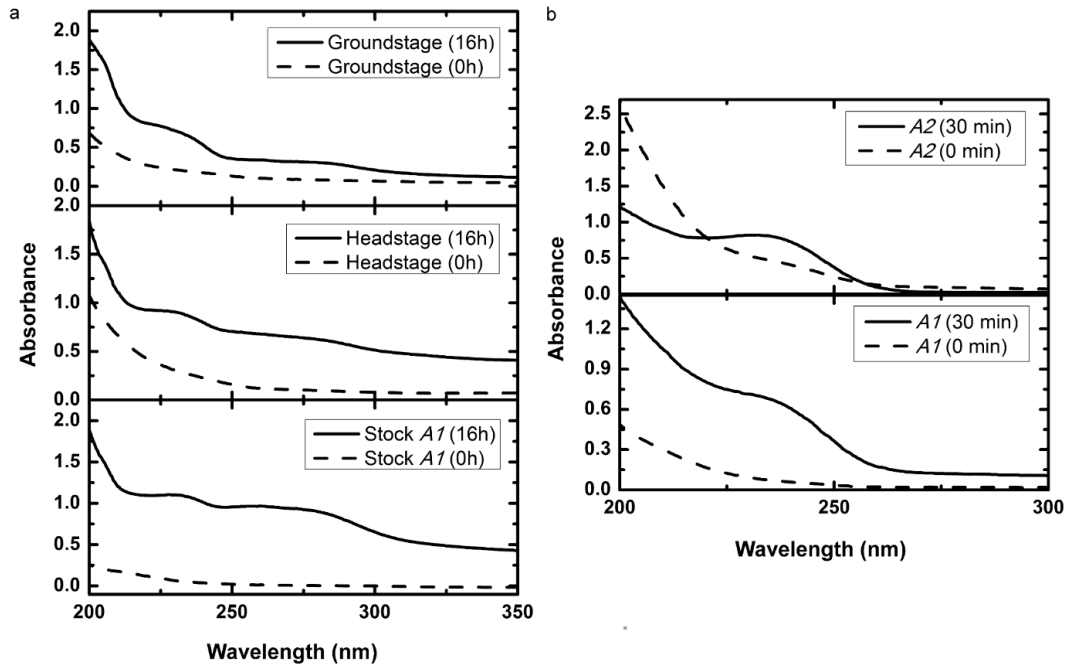 a
2.0
Groundstage (16h)
Groundstage (0h)
1.5
1.0
0.5
0.0
2.0
Headstage (16h)
Headstage (0h)
1.5
1.0
0.5
0.0
2.0
Stock A1 (16h)
Stock A1 (0h)
1.5
1.0
0.5
0.0
200 250 300 350
Absorbance
Wavelength (nm)
b
2.5
A2 (30 min)
A2 (0 min)
2.0
1.5
1.0
0.5
0.0
1.2
A1 (30 min)
A1 (0 min)
0.9
0.6
0.3
0.0
200 250 300
Absorbance
Wavelength (nm)